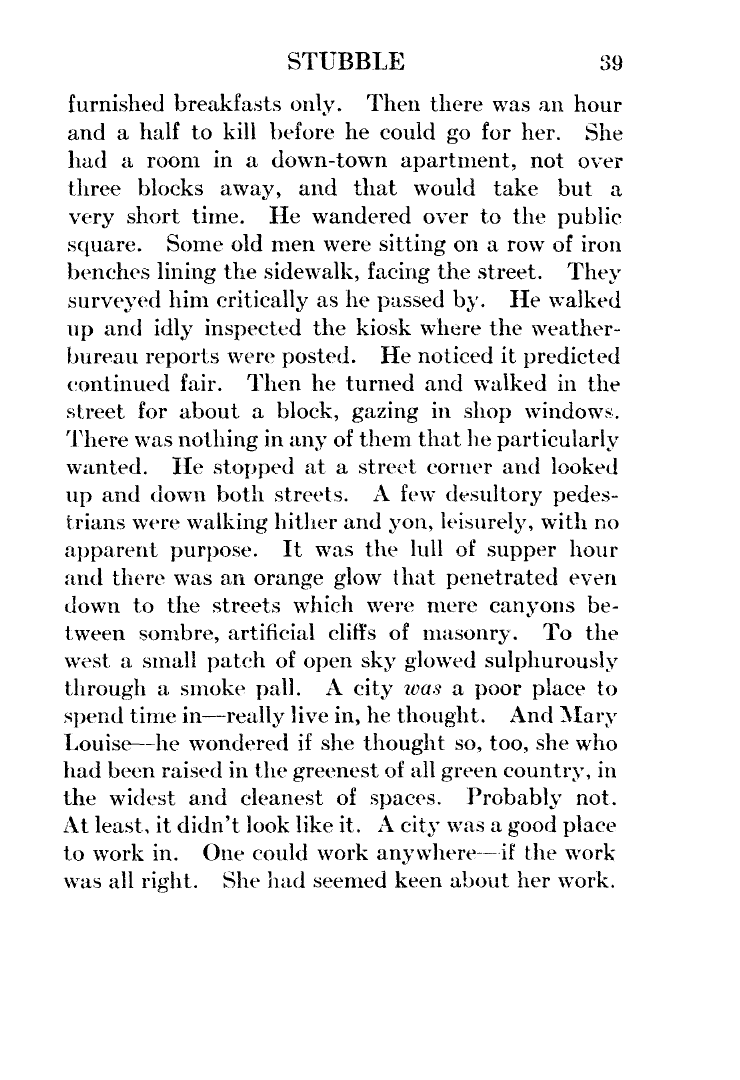 STUBBLE 39
furnished breakfasts only. Then there was an hour
and a half to kill before he could go for her. She
had a room in a down-town apartment, not over
three blocks away, and that would take but a
very short time. He wandered over to the public
square. Some old men were sitting on a row of iron
benches lining the sidewalk, facing the street. They
surveyed him critically as he passed by. He walked
up and idly inspected the kiosk where the weather-
bureau reports were posted. He noticed it predicted
continued fair. Then he turned and walked in the
street for about a block, gazing in shop windows.
There was nothing in any of them that he particularly
wanted. He stopped at a street corner and looked
up and down both streets. A few desultory pedes-
trians were walking hither and yon, leisurely, with no
apparent purpose. It was the lull of supper hour
and there was an orange glow that penetrated even
down to the streets which were mere canyons be-
tween sombre, artificial cliffs of masonry. To the
west a small patch of open sky glowed sulphurously
through a smoke pall. A city was a poor place to
spend time in—really live in, he thought. And Mary
Louise—he wondered if she thought so, too, she who
had been raised in the greenest of all green country, in
the widest and cleanest of spaces. Probably not.
At least, it didn't look like it. A city was a good place
to work in. One could work anywhere—if the work
was all right. She had seemed keen about her work.